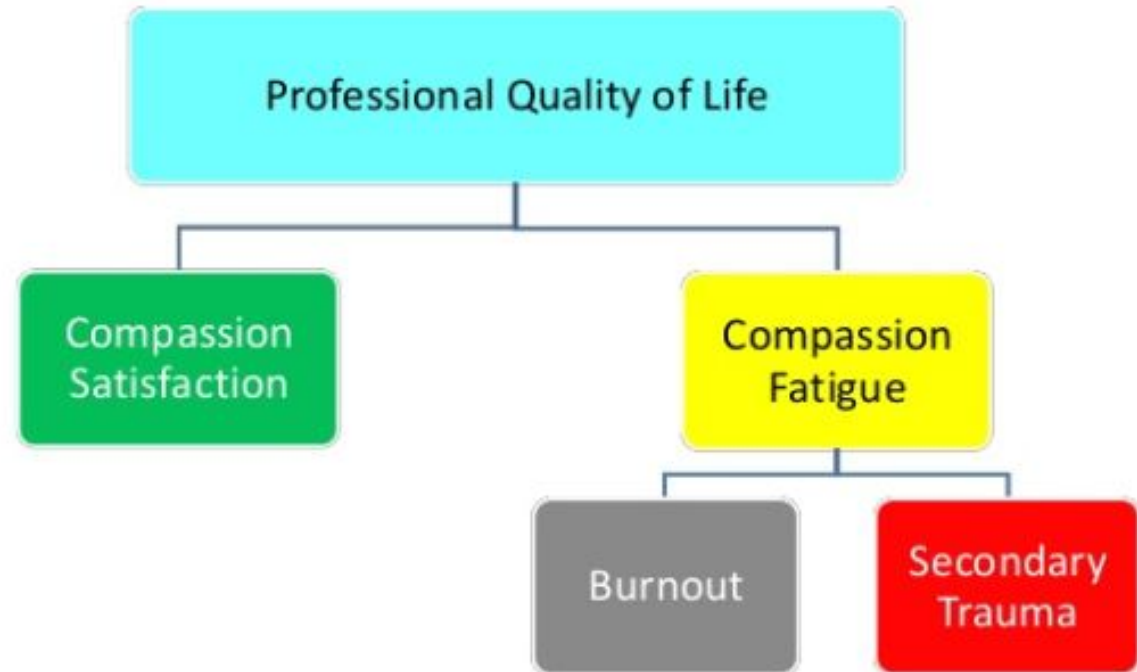 Professional Quality of Life
Compassion
Satisfaction
Compassion
Fatigue
Burnout
Secondary
Trauma